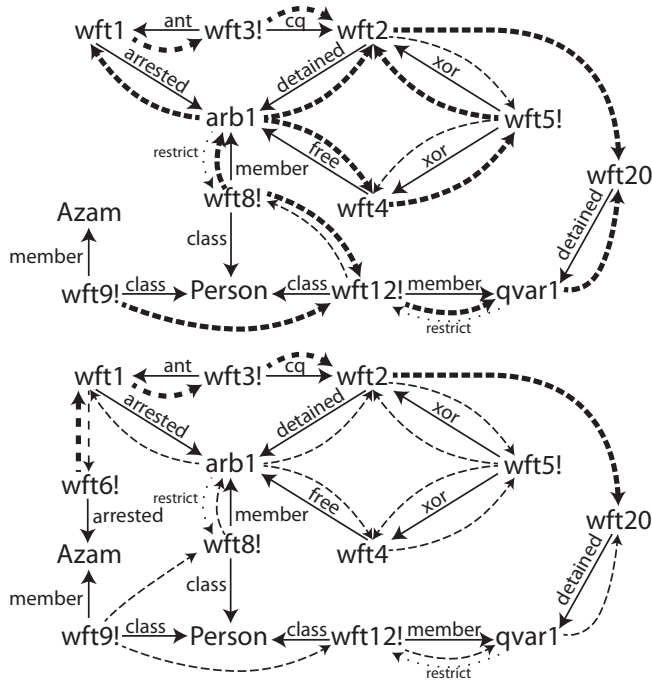 wft1 ant wft3! cq wft2
arrested detained xor
arb1 wft5!
restrict member free xor
wft8! wft4 wft20
Azam
member class detained
wft9! class Person class wft12! member qvar1
restrict
wft1 ant wft3! cq wft2
arrested detained xor
arb1 wft5!
wft6! restrict member free xor
arrested wft8! wft4 wft20
Azam
member class detained
wft9! class Person class wft12! member qvar1
restrict